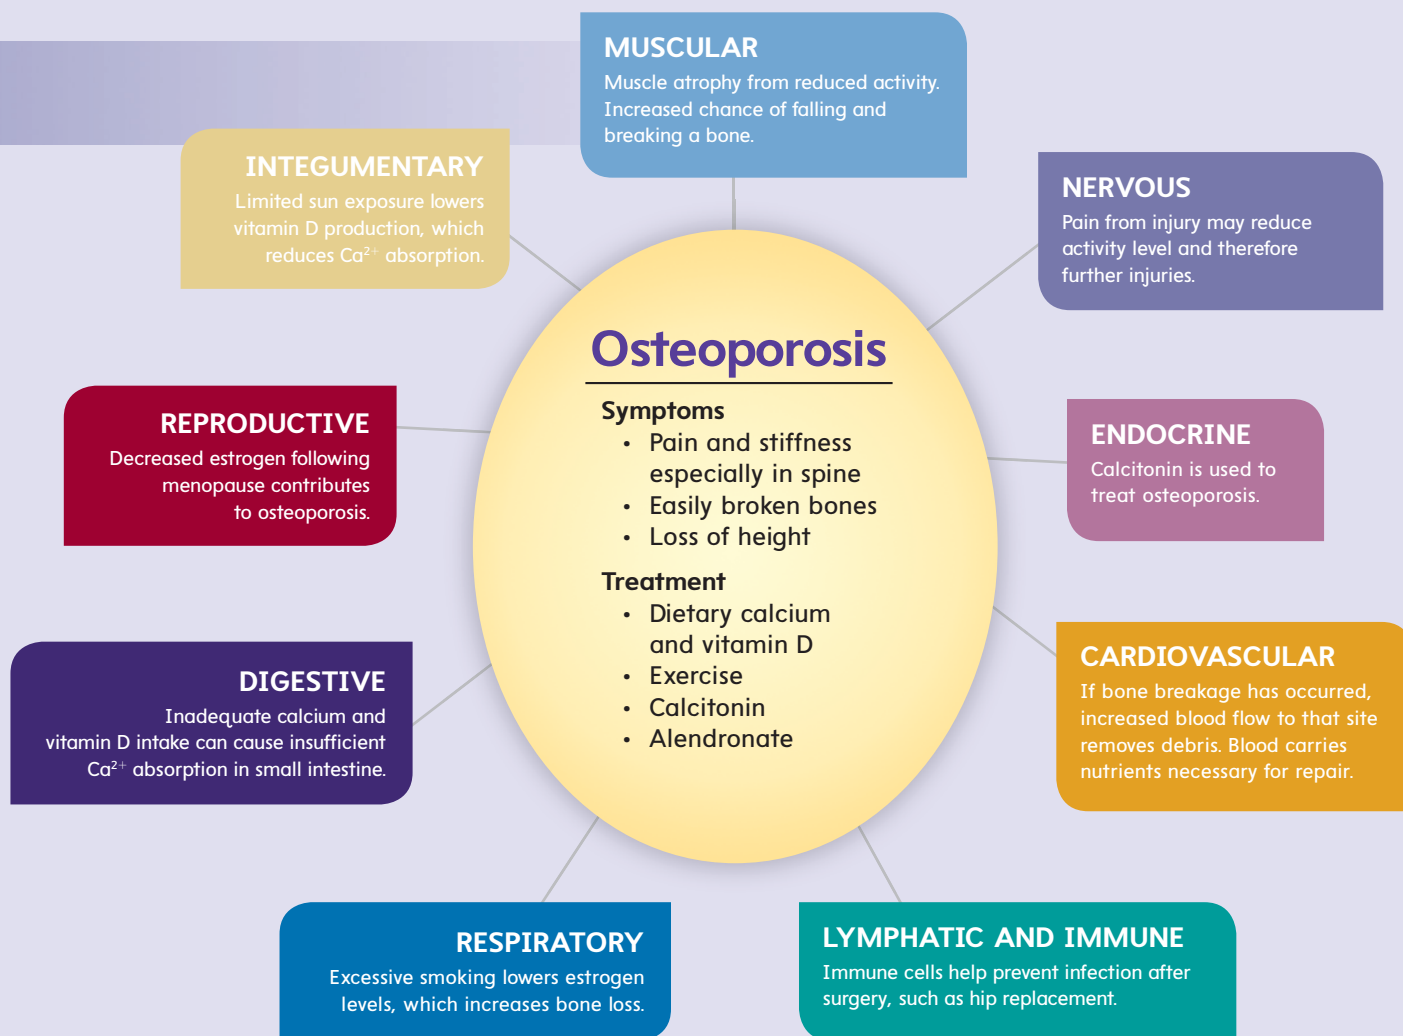 MUSCULAR
Muscle atrophy from reduced activity.
Increased chance of falling and
breaking a bone.
INTEGUMENTARY
Limited sun exposure lowers
vitamin D production, which
reduces Ca²⁺ absorption.
NERVOUS
Pain from injury may reduce
activity level and therefore
further injuries.
Osteoporosis
Symptoms
• Pain and stiffness
especially in spine
• Easily broken bones
• Loss of height
Treatment
• Dietary calcium
and vitamin D
• Exercise
• Calcitonin
• Alendronate
REPRODUCTIVE
Decreased estrogen following
menopause contributes
to osteoporosis.
ENDOCRINE
Calcitonin is used to
treat osteoporosis.
DIGESTIVE
Inadequate calcium and
vitamin D intake can cause insufficient
Ca²⁺ absorption in small intestine.
CARDIOVASCULAR
If bone breakage has occurred,
increased blood flow to that site
removes debris. Blood carries
nutrients necessary for repair.
RESPIRATORY
Excessive smoking lowers estrogen
levels, which increases bone loss.
LYMPHATIC AND IMMUNE
Immune cells help prevent infection after
surgery, such as hip replacement.